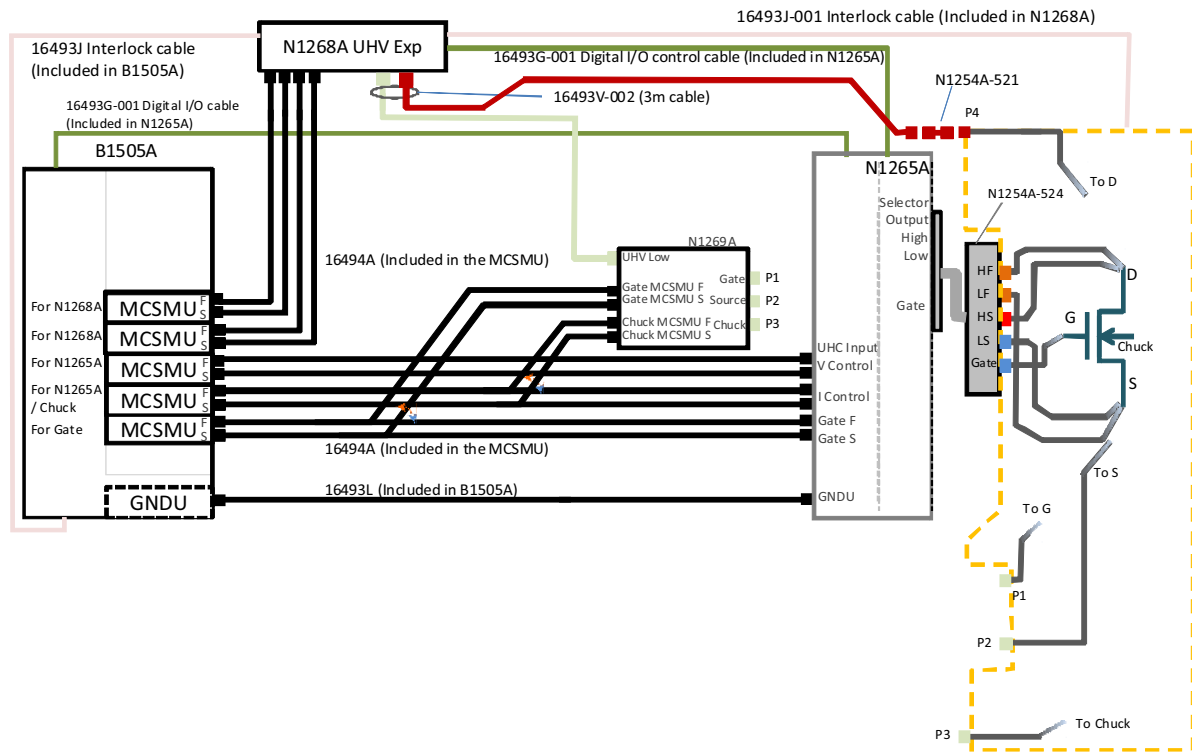 16493J-001 Interlock cable (Included in N1268A)
16493J Interlock cable
(Included in B1505A)
N1268A UHV Exp
16493G-001 Digital I/O control cable (Included in N1265A)
N1254A-521
16493V-002 (3m cable)
16493G-001 Digital I/O cable
(Included in N1265A)
P4
B1505A
N1265A
To D
N1254A-524
Selector
Output
High
Low
Gate
N1269A
UHV Low
16494A (Included in the MCSMU)
Gate MCSMU F
Gate MCSMU S
Chuck MCSMU F
Chuck MCSMU S
Gate
Source
Chuck
P1
P2
P3
HF
LF
HS
LS
Gate
D
G
Chuck
S
For N1268A
MCSMU
F
S
For N1268A
MCSMU
F
S
For N1265A
MCSMU
F
S
For N1265A
/ Chuck
MCSMU
F
S
For Gate
MCSMU
F
S
UHC Input
V Control
I Control
Gate F
Gate S
16494A (Included in the MCSMU)
To S
GNDU
16493L (Included in B1505A)
GNDU
To G
P1
P2
P3
To Chuck